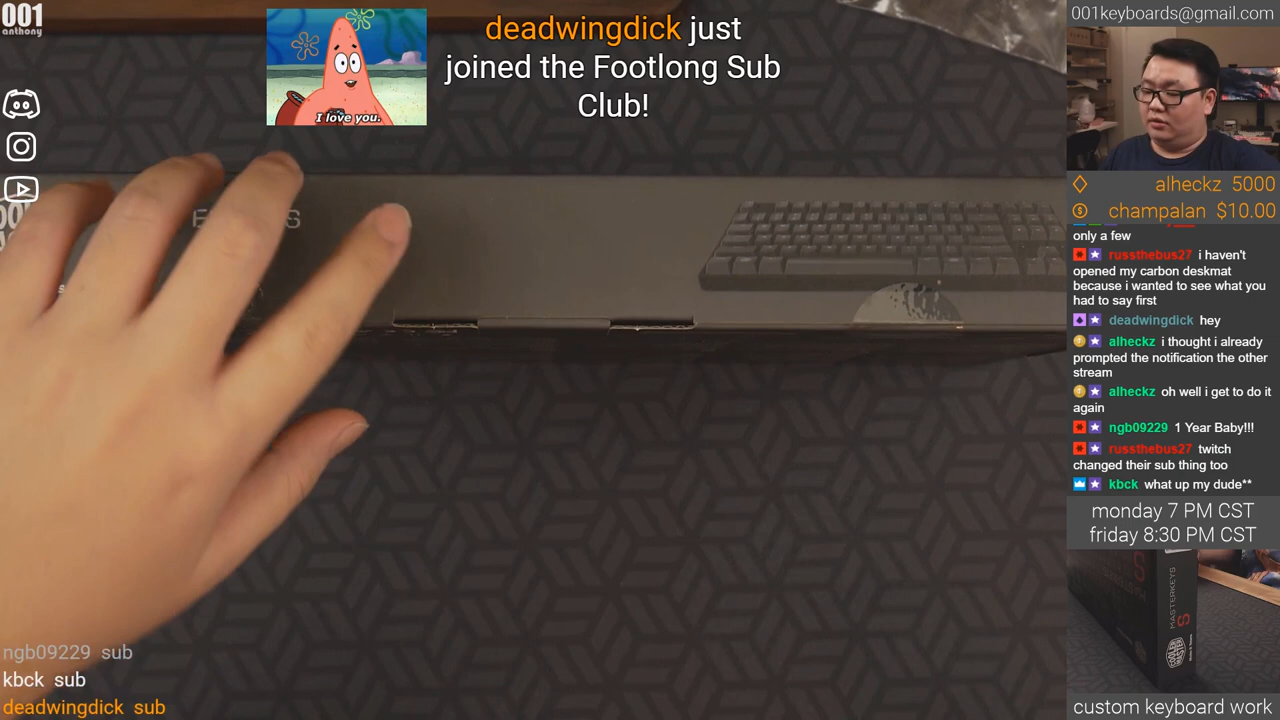 001
anthony
deadwingdick just
joined the Footlong Sub
Club!
I love you.
001keyboards@gmail.com
alheckz 5000
champalan $10.00
only a few
russthebus27 i haven't
opened my carbon deskmat
because i wanted to see what you
had to say first
deadwingdick hey
alheckz i thought i already
prompted the notification the other
stream
alheckz oh well i get to do it
again
ngb09229 1 Year Baby!!!
russthebus27 twitch
changed their sub thing too
kbck what up my dude**
monday 7 PM CST
friday 8:30 PM CST
MASTERKEYS
S
COOLER
MASTER
custom keyboard work
ngb09229 sub
kbck sub
deadwingdick sub